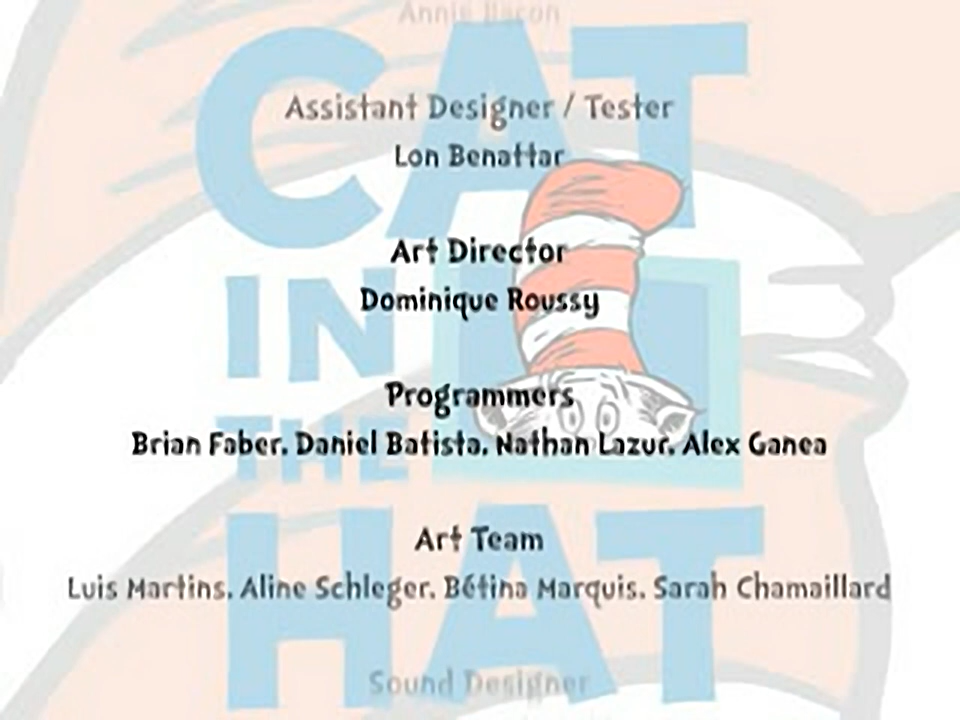 Annie Bacon
CAT
Assistant Designer / Tester
Lon Benattar
Art Director
Dominique Roussy
IN
Programmers
Brian Faber, Daniel Batista, Nathan Lazur, Alex Ganea
THE
Art Team
HAT
Luis Martins, Aline Schleger, Bétina Marquis, Sarah Chamaillard
Sound Designer